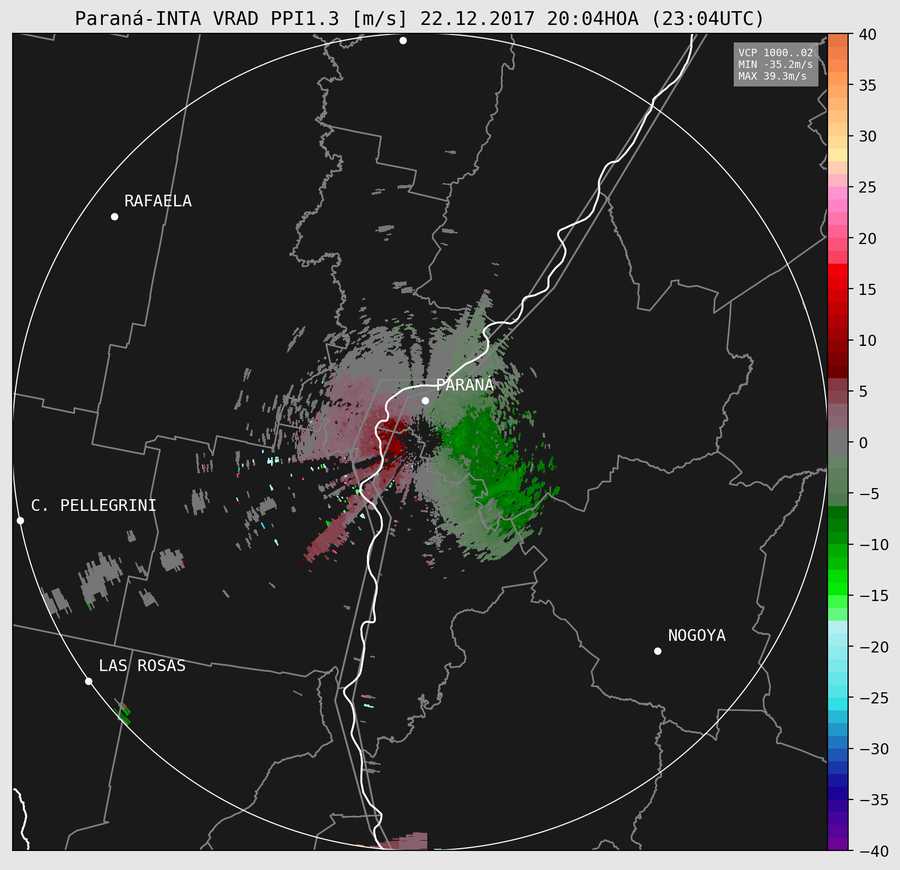 Paraná-INTA VRAD PPI1.3 [m/s] 22.12.2017 20:04HOA (23:04UTC)
VCP 1000..02
MIN -35.2m/s
MAX 39.3m/s
RAFAELA
PARANÁ
C. PELLEGRINI
NOGOYA
LAS ROSAS
40
35
30
25
20
15
10
5
0
−5
−10
−15
−20
−25
−30
−35
−40